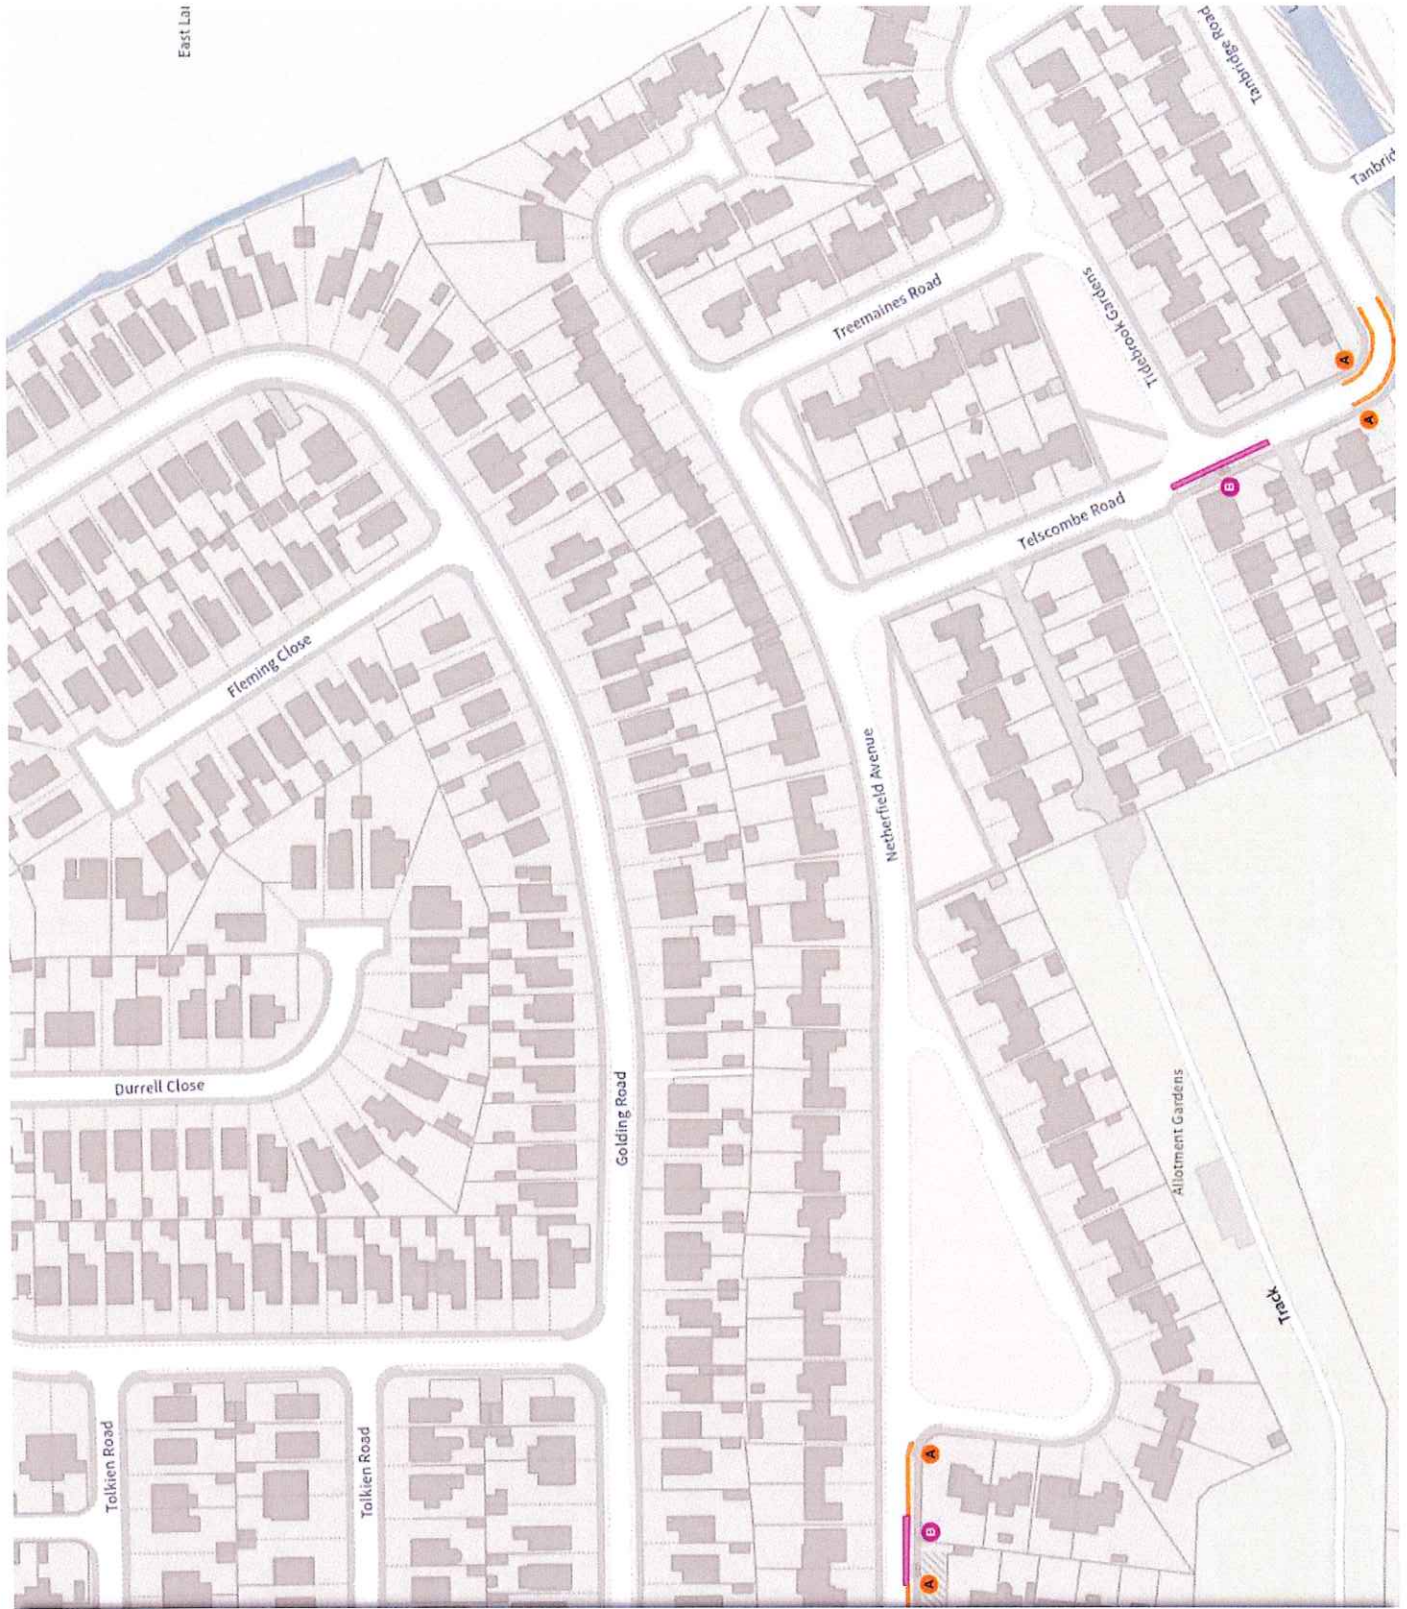 East Lar
Tanbridge Road
Tanbrid
Treemaines Road
Tidebrook Gardens
A
A
B
Telscombe Road
Fleming Close
Netherfield Avenue
Durrell Close
Golding Road
Allotment Gardens
Track
Tolkien Road
Tolkien Road
A
B
A